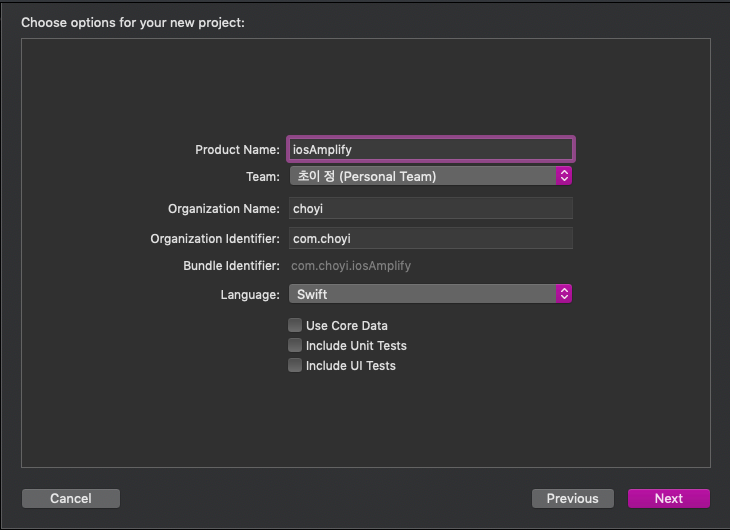 Choose options for your new project:
Product Name: iosAmplify
Team: 초이 정 (Personal Team)
Organization Name: choyi
Organization Identifier: com.choyi
Bundle Identifier: com.choyi.iosAmplify
Language: Swift
Use Core Data
Include Unit Tests
Include UI Tests
Cancel Previous Next